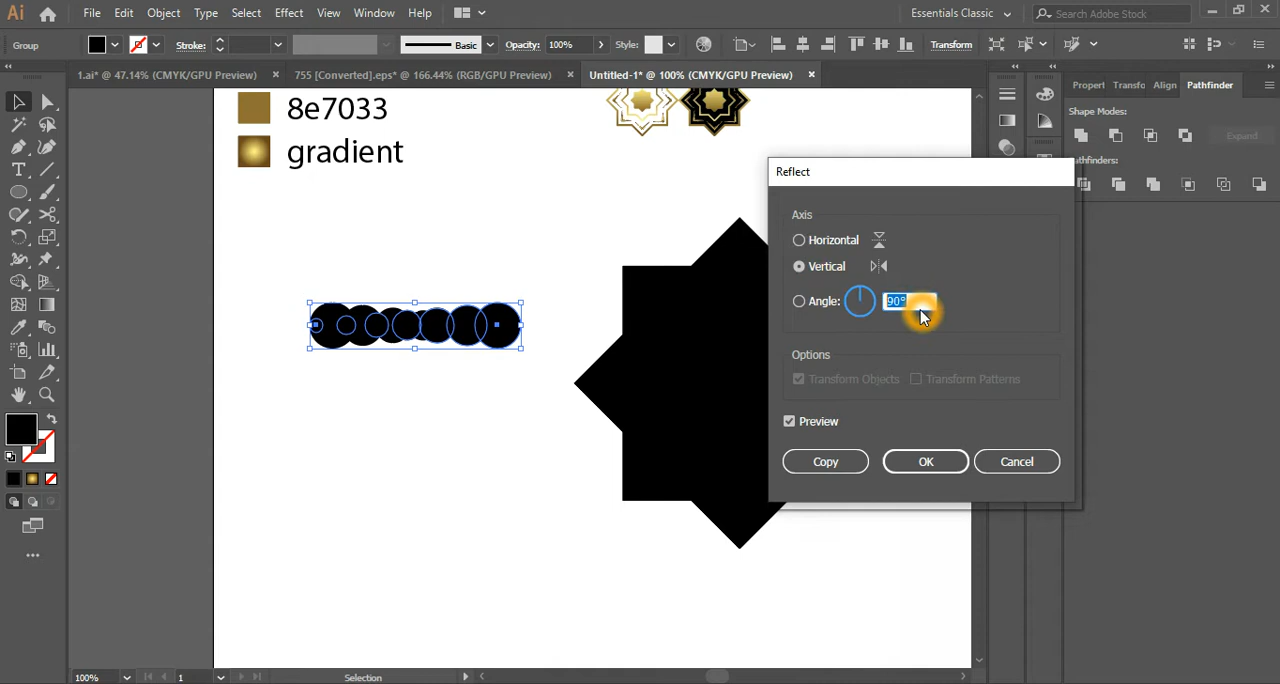 Ai File Edit Object Type Select Effect View Window Help Essentials Classic Search Adobe Stock
Group Stroke: Basic Opacity: 100% Style: Transform
1.ai* @ 47.14% (CMYK/GPU Preview) × 755 [Converted].eps* @ 166.44% (RGB/GPU Preview) × Untitled-1* @ 100% (CMYK/GPU Preview) ×
Propert Transfo Align Pathfinder
Shape Modes:
Expand
athfinders:
8e7033
gradient
Reflect
Axis
Horizontal
Vertical
Angle: 90°
Options
Transform Objects Transform Patterns
Preview
Copy OK Cancel
100% 1 Selection